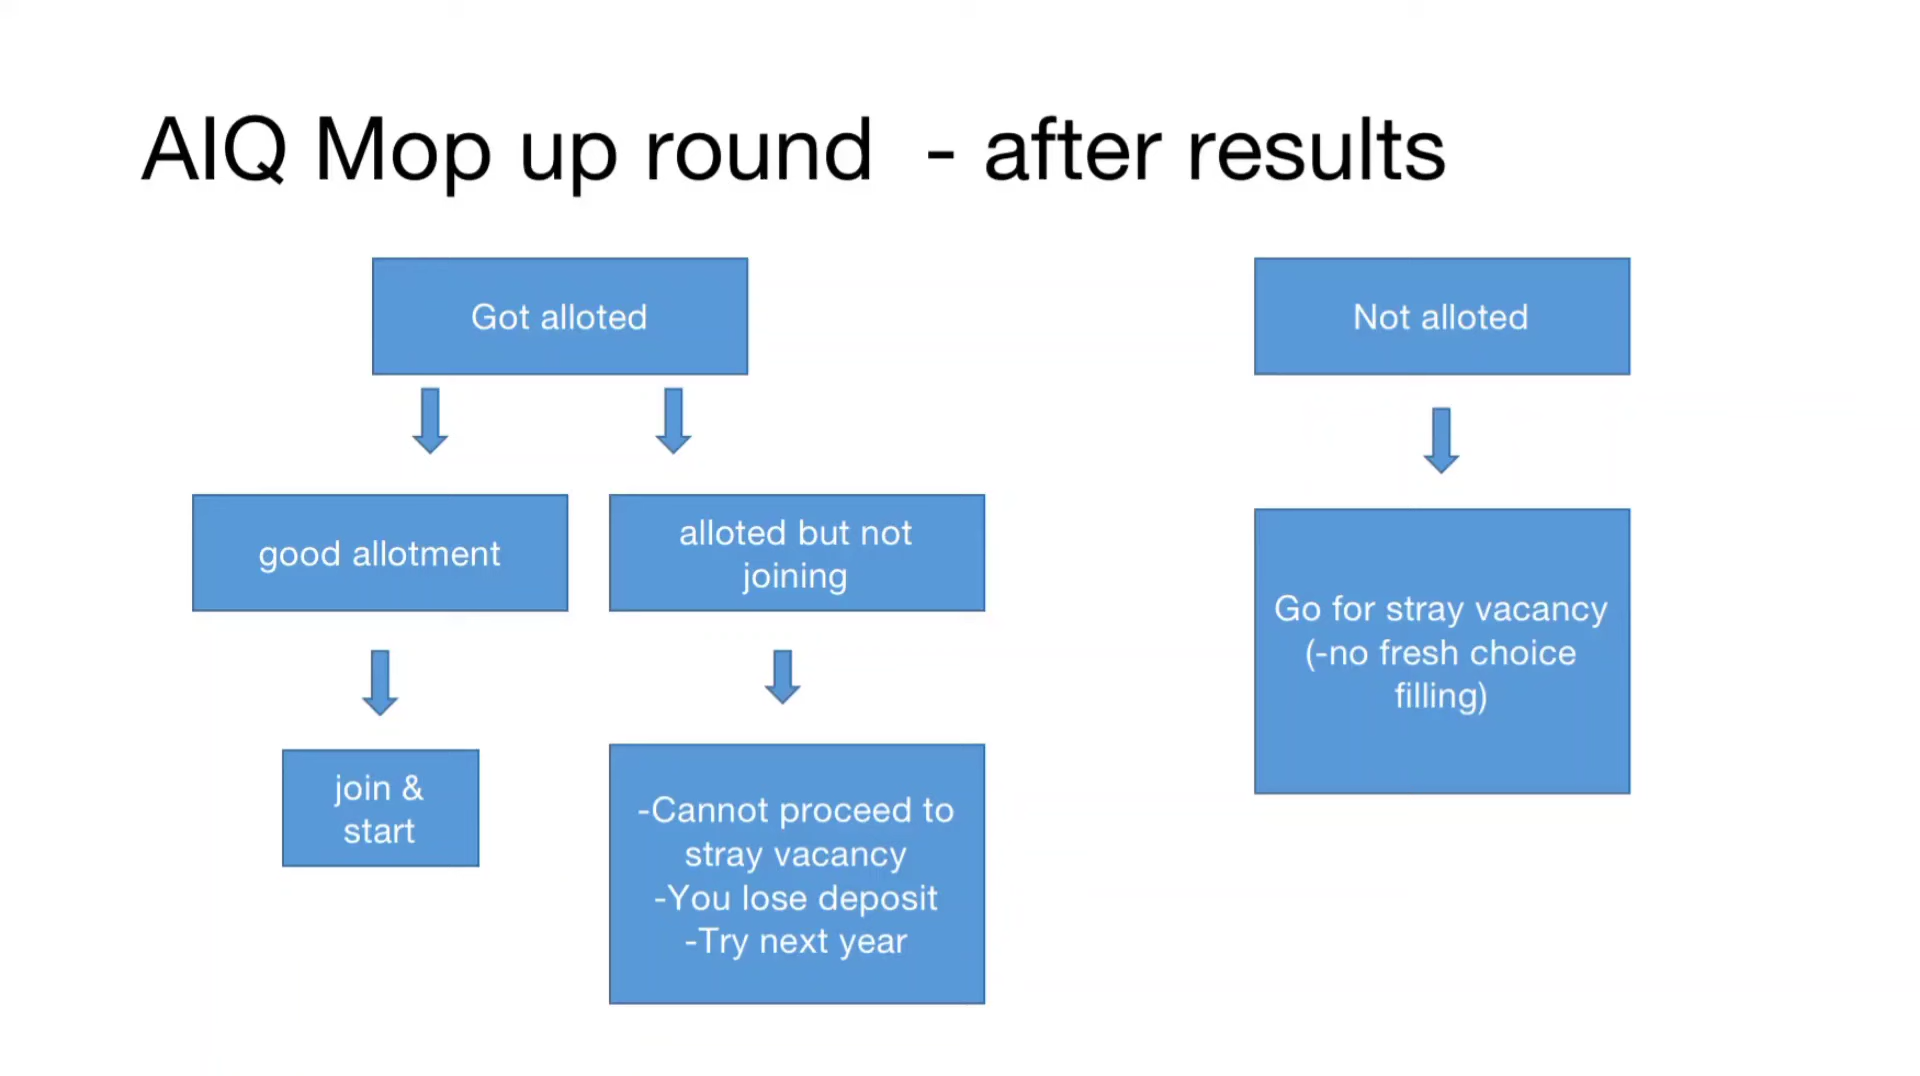 AIQ Mop up round - after results
Got alloted
Not alloted
good allotment
alloted but not
joining
join &
start
-Cannot proceed to
stray vacancy
-You lose deposit
-Try next year
Go for stray vacancy
(-no fresh choice
filling)